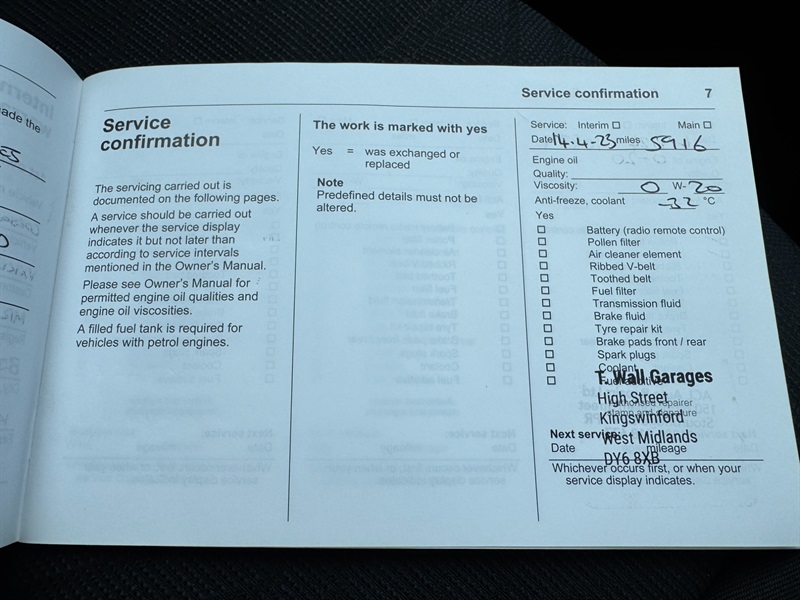 Service confirmation 7
Service
confirmation
The servicing carried out is
documented on the following pages.
A service should be carried out
whenever the service display
indicates it but not later than
according to service intervals
mentioned in the Owner's Manual.
Please see Owner's Manual for
permitted engine oil qualities and
engine oil viscosities.
A filled fuel tank is required for
vehicles with petrol engines.
The work is marked with yes
Yes = was exchanged or
replaced
Note
Predefined details must not be
altered.
Service: Interim Main
Date 14.4-23 miles 5916
Engine oil
Quality:
Viscosity: 0 W- 20
Anti-freeze, coolant -32 °C
Yes
Battery (radio remote control)
Pollen filter
Air cleaner element
Ribbed V-belt
Toothed belt
Fuel filter
Transmission fluid
Brake fluid
Tyre repair kit
Brake pads front / rear
Spark plugs
Coolant
Fuel additive
T. Wall Garages
High Street
Authorised repairer
stamp and signature
Kingswinford
Next service:
West Midlands
Date mileage
DY6 8XB
Whichever occurs first, or when your
service display indicates.